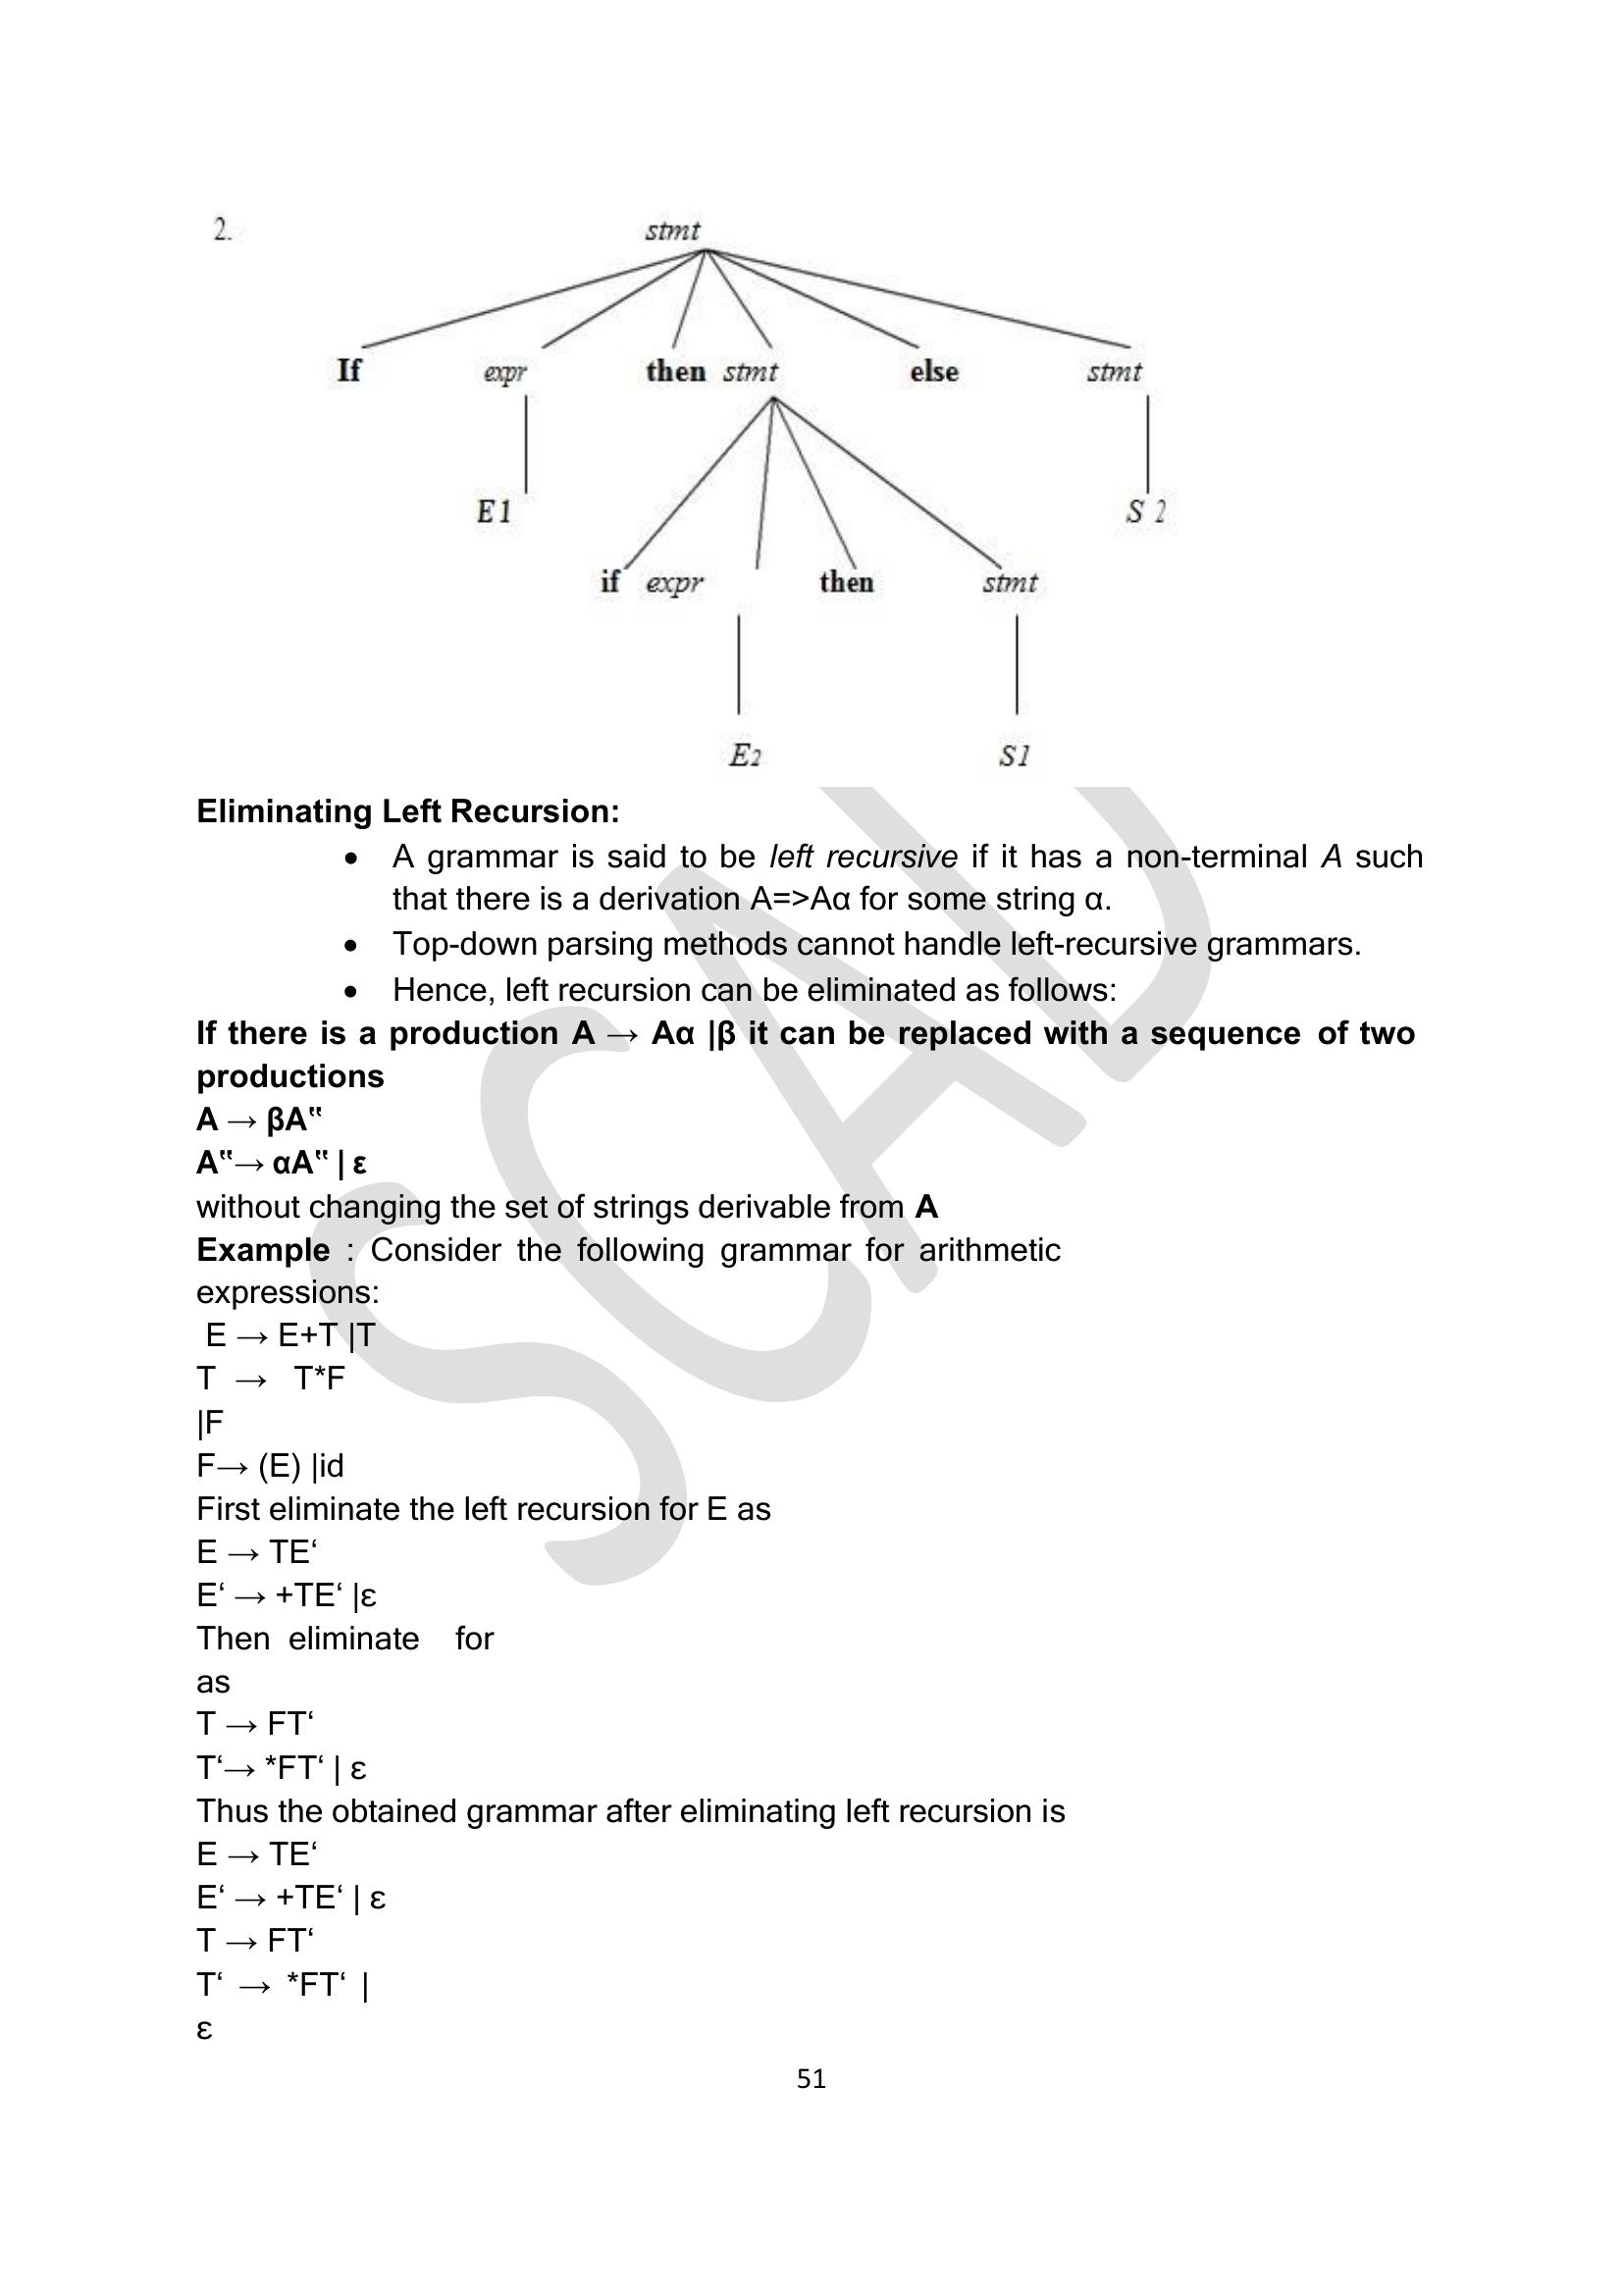 2.
stmt
If expr then stmt else stmt
E1 S 2
if expr then stmt
E2 S1
Eliminating Left Recursion:
• A grammar is said to be left recursive if it has a non-terminal A such
that there is a derivation A=>Aα for some string α.
• Top-down parsing methods cannot handle left-recursive grammars.
• Hence, left recursion can be eliminated as follows:
If there is a production A → Aα |β it can be replaced with a sequence of two
productions
A → βA‟
A‟→ αA‟ | ε
without changing the set of strings derivable from A
Example : Consider the following grammar for arithmetic
expressions:
E → E+T |T
T → T*F
|F
F→ (E) |id
First eliminate the left recursion for E as
E → TE‘
E‘ → +TE‘ |ε
Then eliminate for
as
T → FT‘
T‘→ *FT‘ | ε
Thus the obtained grammar after eliminating left recursion is
E → TE‘
E‘ → +TE‘ | ε
T → FT‘
T‘ → *FT‘ |
ε
51
SCAD